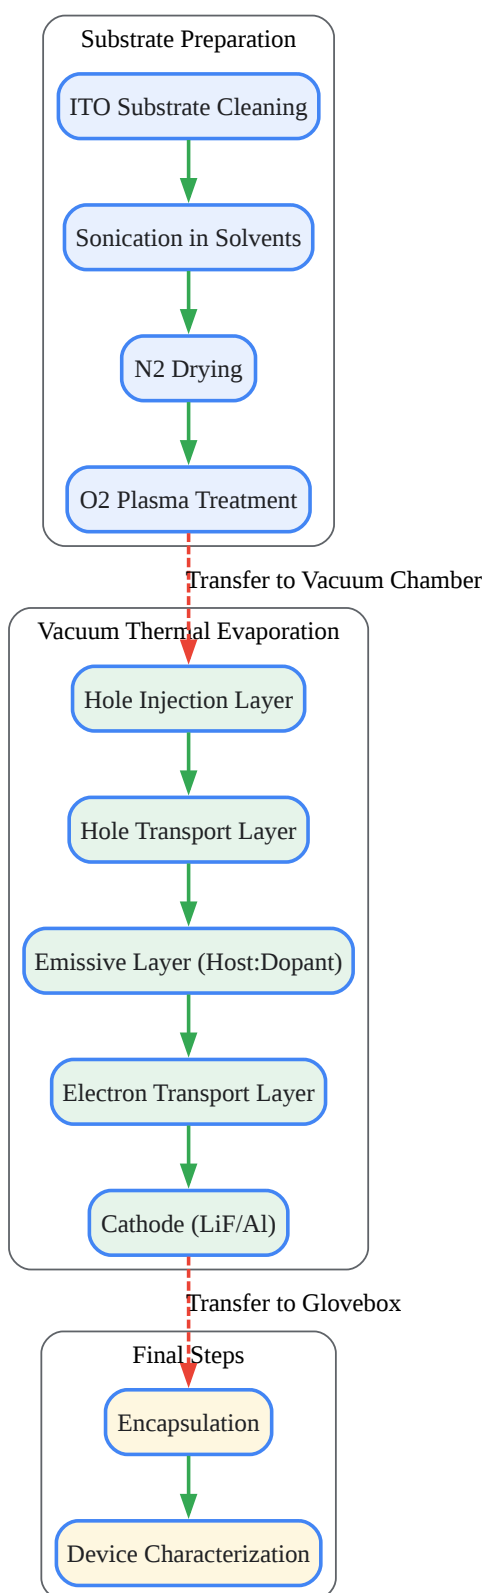 Substrate Preparation
ITO Substrate Cleaning
Sonication in Solvents
N2 Drying
O2 Plasma Treatment
Transfer to Vacuum Chamber
Vacuum Thermal Evaporation
Hole Injection Layer
Hole Transport Layer
Emissive Layer (Host:Dopant)
Electron Transport Layer
Cathode (LiF/Al)
Transfer to Glovebox
Final Steps
Encapsulation
Device Characterization